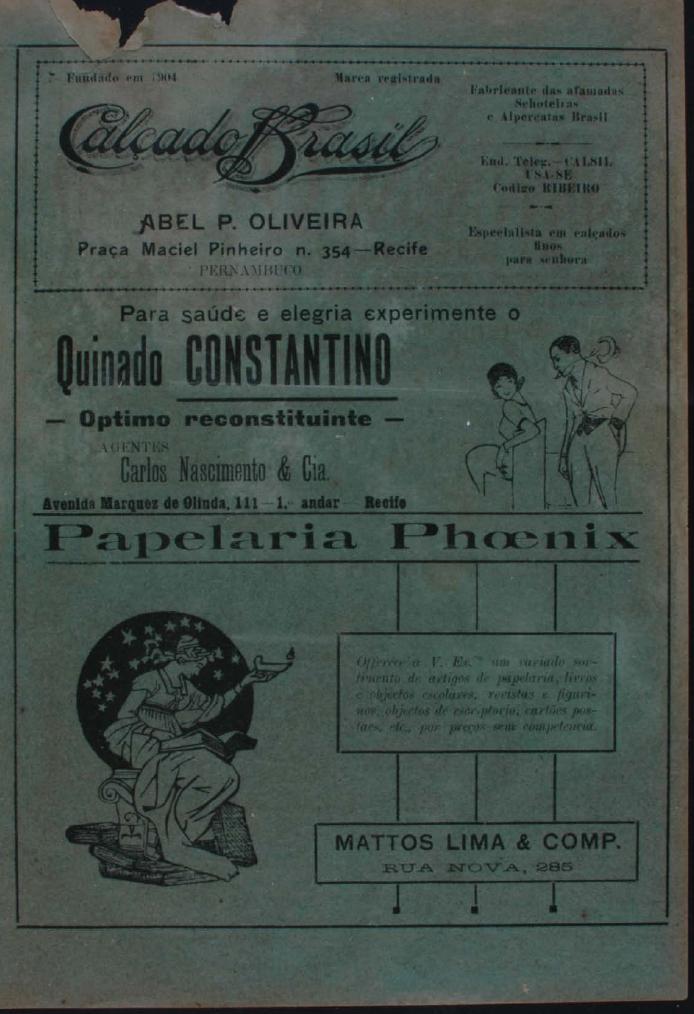 Fundado em 1904
Marca registrada
Calçado Brasil
ABEL P. OLIVEIRA
Praça Maciel Pinheiro n. 354—Recife
PERNAMBUCO
Fabricante das afamadas
Schoteiras
e Alpercatas Brasil
End. Teleg.—CALSIL
USA-SE
Codigo RIBEIRO
Especialista em calçados
finos
para senhora
Para saúde e elegria experimente o
Quinado CONSTANTINO
— Optimo reconstituinte —
AGENTES
Carlos Nascimento & Cia.
Avenida Marquez de Olinda, 111—1.º andar — Recife
Papelaria Phœnix
Offerece a V. Ex.ª um variado sor-
timento de artigos de papelaria, livros
e objectos escolares, revistas e figuri-
nos, objectos de escriptorio, cartões pos-
taes, etc., por preços sem competencia.
MATTOS LIMA & COMP.
RUA NOVA, 285